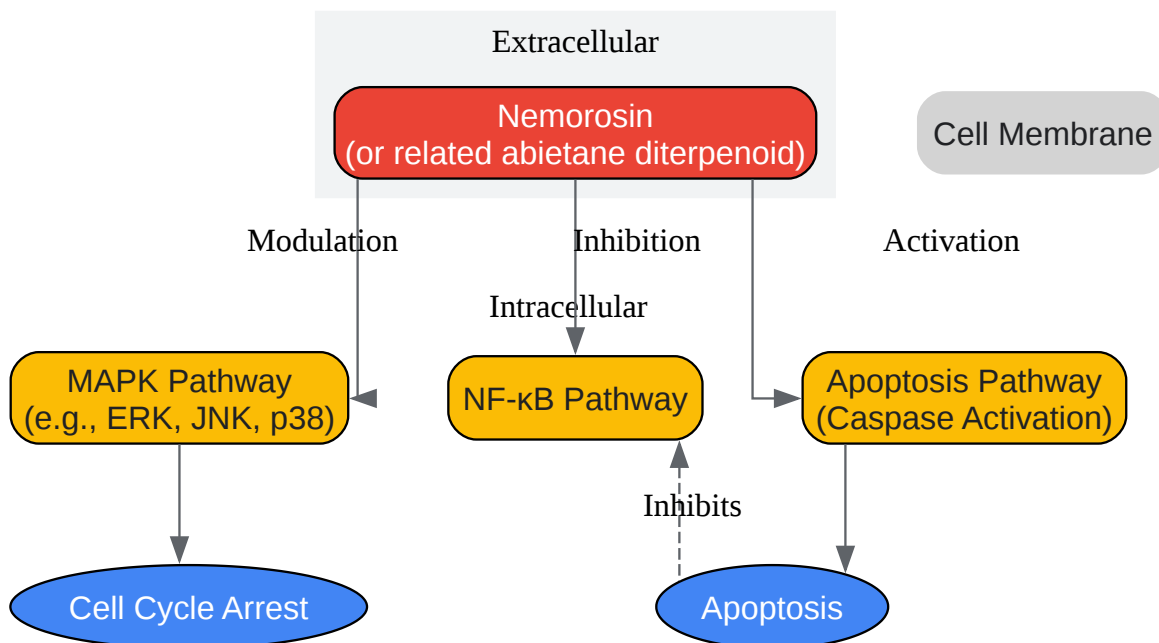 Extracellular
Nemorosin
(or related abietane diterpenoid)
Cell Membrane
Modulation
Inhibition
Activation
Intracellular
MAPK Pathway
(e.g., ERK, JNK, p38)
NF-κB Pathway
Apoptosis Pathway
(Caspase Activation)
Inhibits
Cell Cycle Arrest
Apoptosis